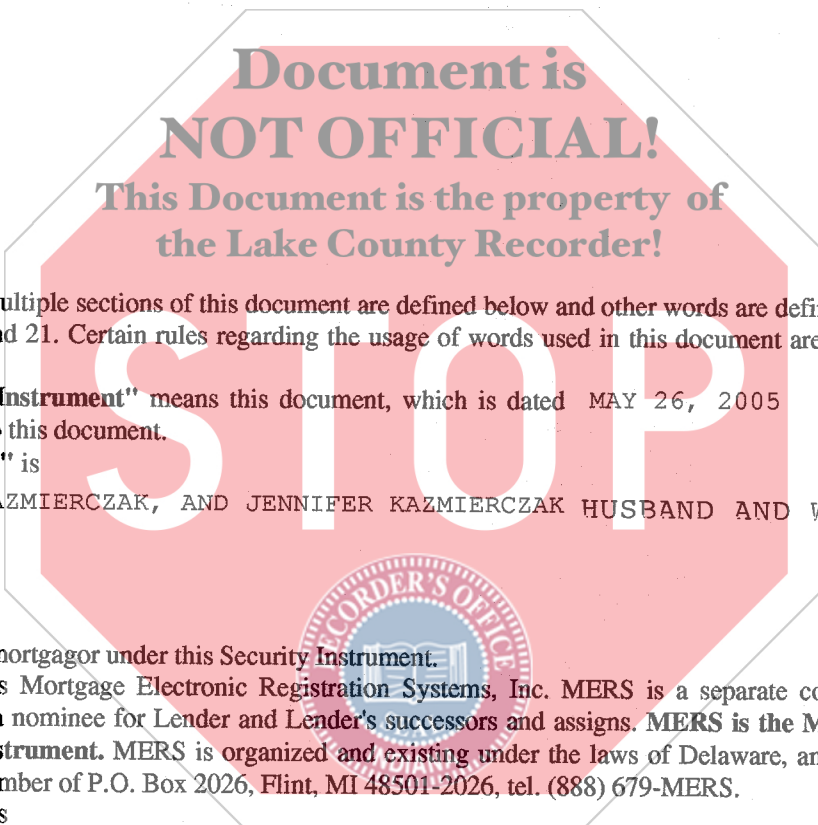 Document is
NOT OFFICIAL!
This Document is the property of
the Lake County Recorder!
ultiple sections of this document are defined below and other words are defi
d 21. Certain rules regarding the usage of words used in this document are
Instrument" means this document, which is dated MAY 26, 2005
this document.
" is
AZMIERCZAK, AND JENNIFER KAZMIERCZAK HUSBAND AND W
STOP
RECORDER'S OFFICE
SEAL
INDIANA
mortgagor under this Security Instrument.
s Mortgage Electronic Registration Systems, Inc. MERS is a separate co
nominee for Lender and Lender's successors and assigns. MERS is the M
strument. MERS is organized and existing under the laws of Delaware, an
mber of P.O. Box 2026, Flint, MI 48501-2026, tel. (888) 679-MERS.
s